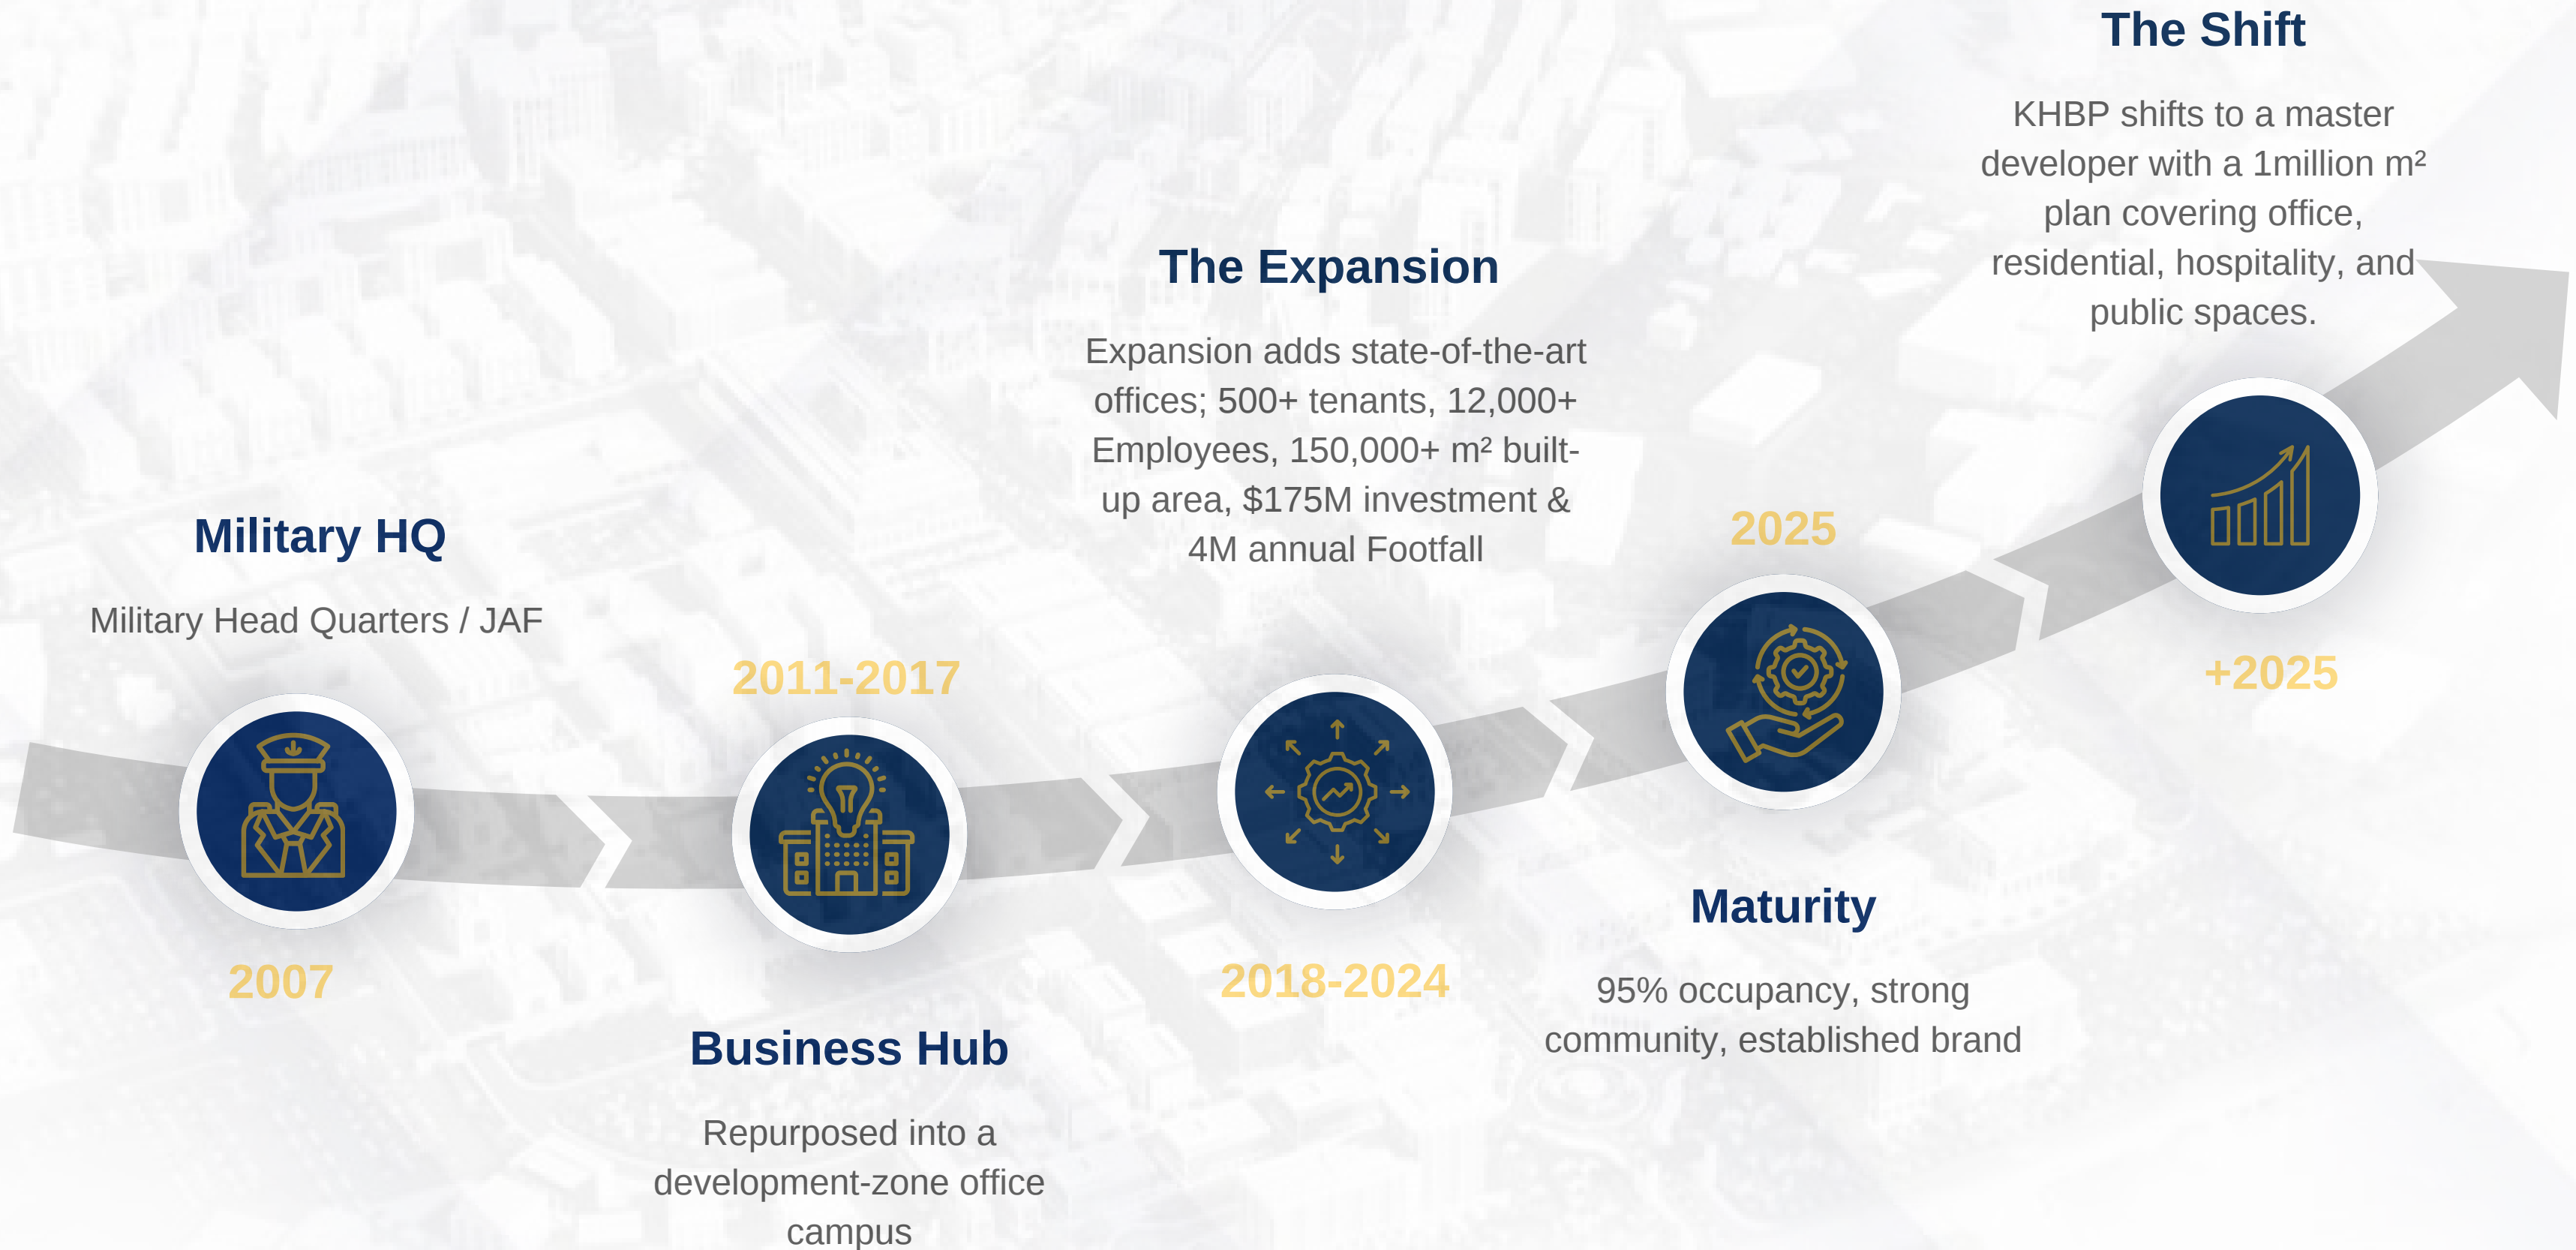 Military HQ
Military Head Quarters / JAF
2007
2011-2017
Business Hub
Repurposed into a
development-zone office
campus
The Expansion
Expansion adds state-of-the-art
offices; 500+ tenants, 12,000+
Employees, 150,000+ m² built-
up area, $175M investment &
4M annual Footfall
2018-2024
2025
Maturity
95% occupancy, strong
community, established brand
The Shift
KHBP shifts to a master
developer with a 1million m²
plan covering office,
residential, hospitality, and
public spaces.
+2025